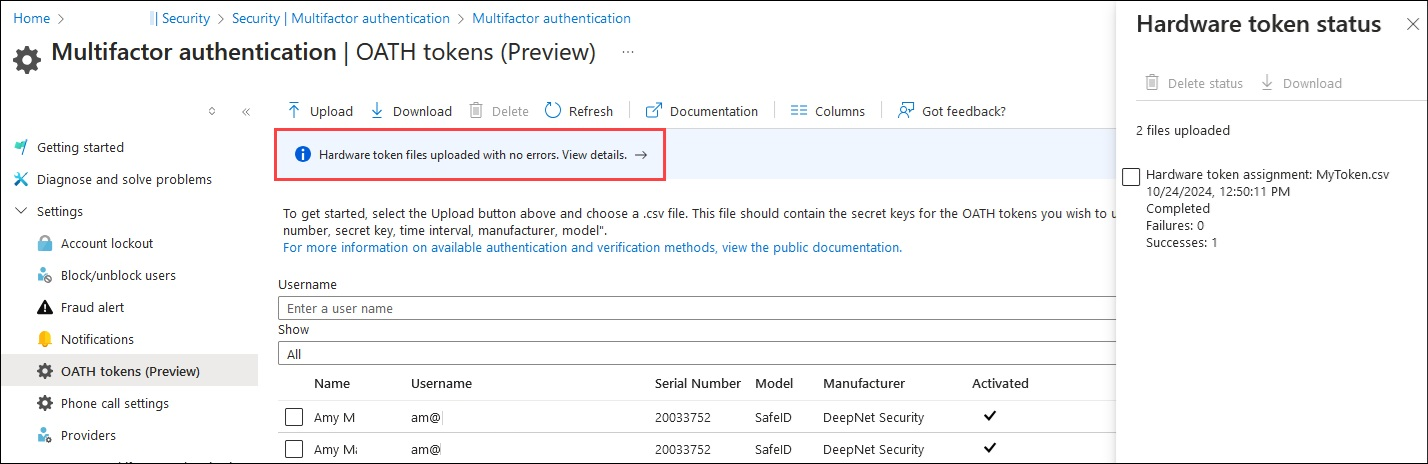 Home
| Security
Security | Multifactor authentication
Multifactor authentication
Multifactor authentication | OATH tokens (Preview)
Upload
Download
Delete
Refresh
Documentation
Columns
Got feedback?
Getting started
Diagnose and solve problems
Settings
Account lockout
Block/unblock users
Fraud alert
Notifications
OATH tokens (Preview)
Phone call settings
Providers
Hardware token files uploaded with no errors. View details.
To get started, select the Upload button above and choose a .csv file. This file should contain the secret keys for the OATH tokens you wish to u
number, secret key, time interval, manufacturer, model".
For more information on available authentication and verification methods, view the public documentation.
Username
Enter a user name
Show
All
Name Username Serial Number Model Manufacturer Activated
Amy M am@ 20033752 SafeID DeepNet Security
Amy Ma am@ 20033752 SafeID DeepNet Security
Hardware token status
Delete status
Download
2 files uploaded
Hardware token assignment: MyToken.csv
10/24/2024, 12:50:11 PM
Completed
Failures: 0
Successes: 1